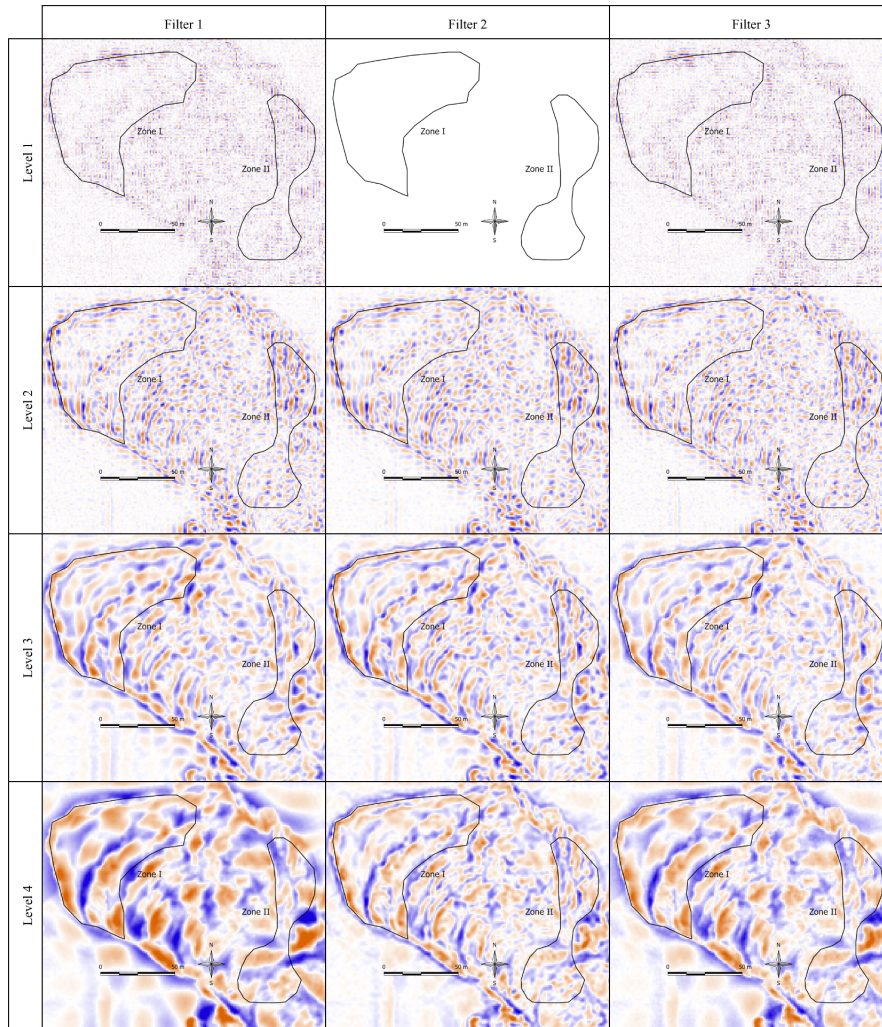 Filter 1 Filter 2 Filter 3
Level 1
Zone I
Zone II
N
S
0 50 m
Zone I
Zone II
N
S
0 50 m
Zone I
Zone II
N
S
0 50 m
Level 2
Zone I
Zone II
N
S
0 50 m
Zone I
Zone II
N
S
0 50 m
Zone I
Zone II
N
S
0 50 m
Level 3
Zone I
Zone II
N
S
0 50 m
Zone I
Zone II
N
S
0 50 m
Zone I
Zone II
N
S
0 50 m
Level 4
Zone I
Zone II
N
S
0 50 m
Zone I
Zone II
N
S
0 50 m
Zone I
Zone II
N
S
0 50 m